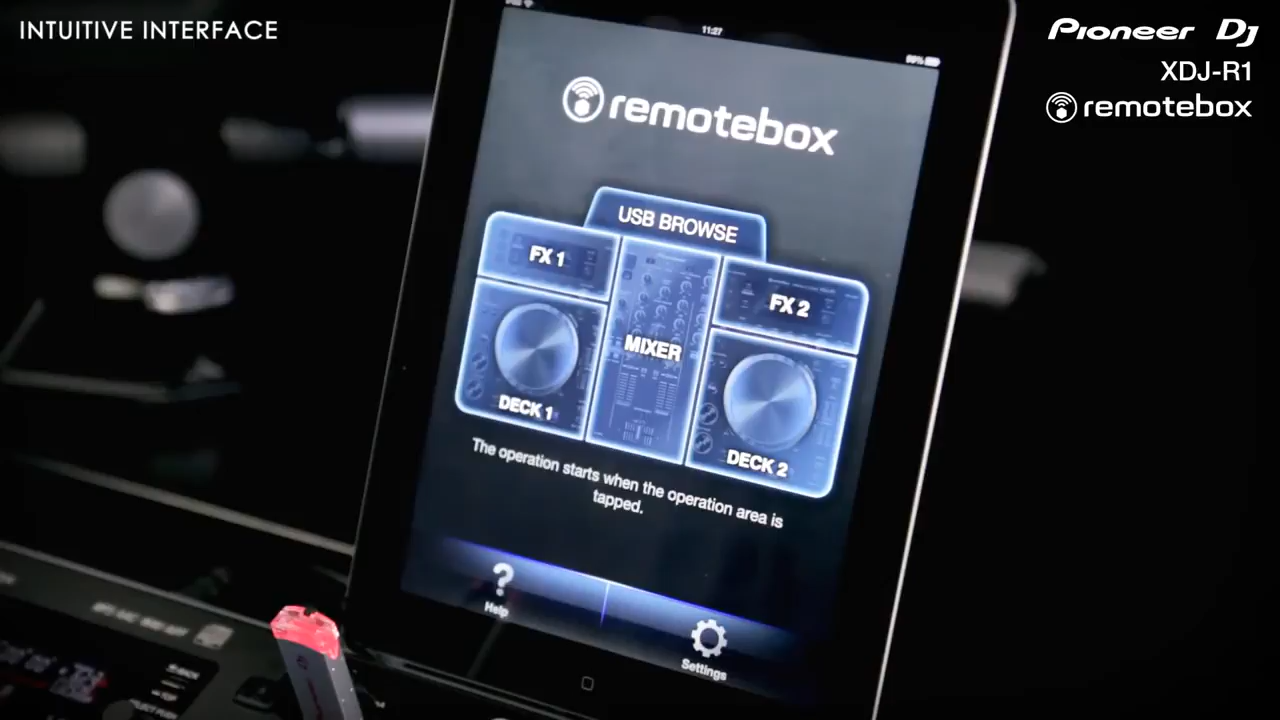 INTUITIVE INTERFACE
Pioneer Dj
XDJ-R1
remotebox
11:27
remotebox
USB BROWSE
FX 1
FX 2
MIXER
DECK 1
DECK 2
The operation starts when the operation area is
tapped.
Help
Settings